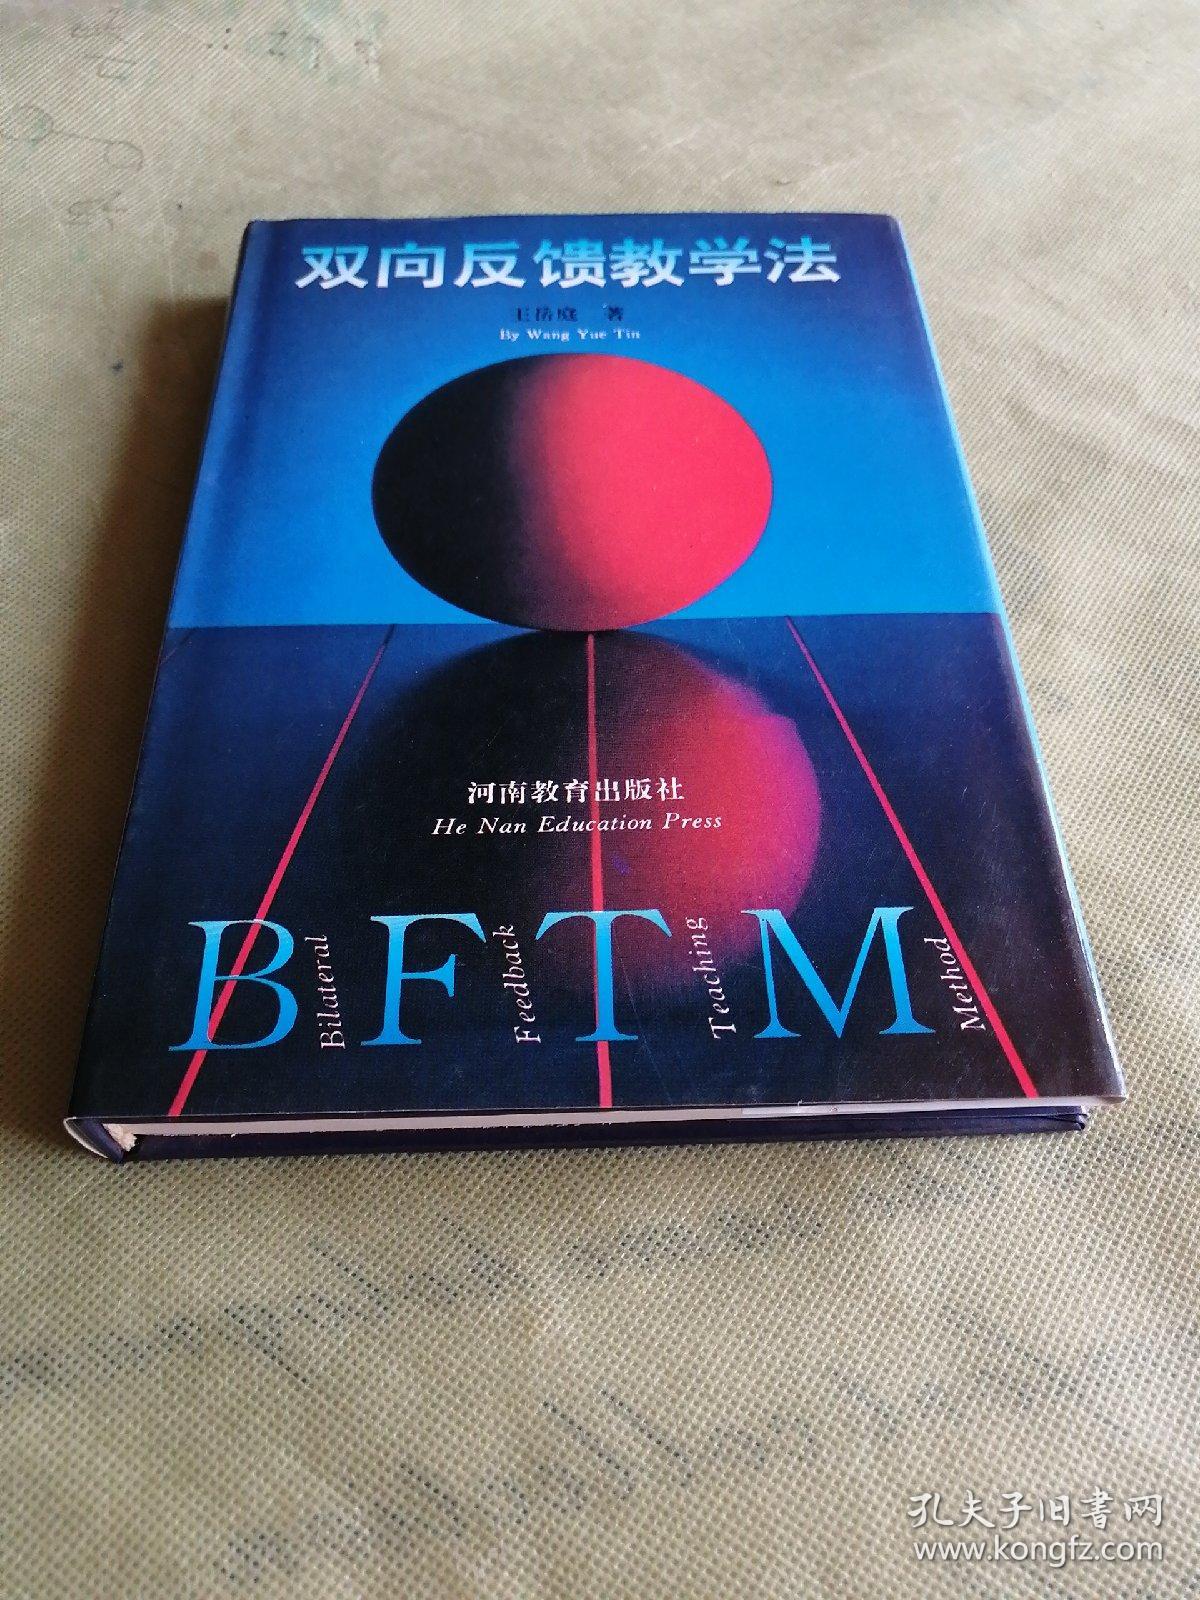 双向反馈教学法
王岳庭 著
By Wang Yue Tin
河南教育出版社
He Nan Education Press
B Bilateral F Feedback T Teaching M Method
孔夫子旧书网
www.kongfz.com